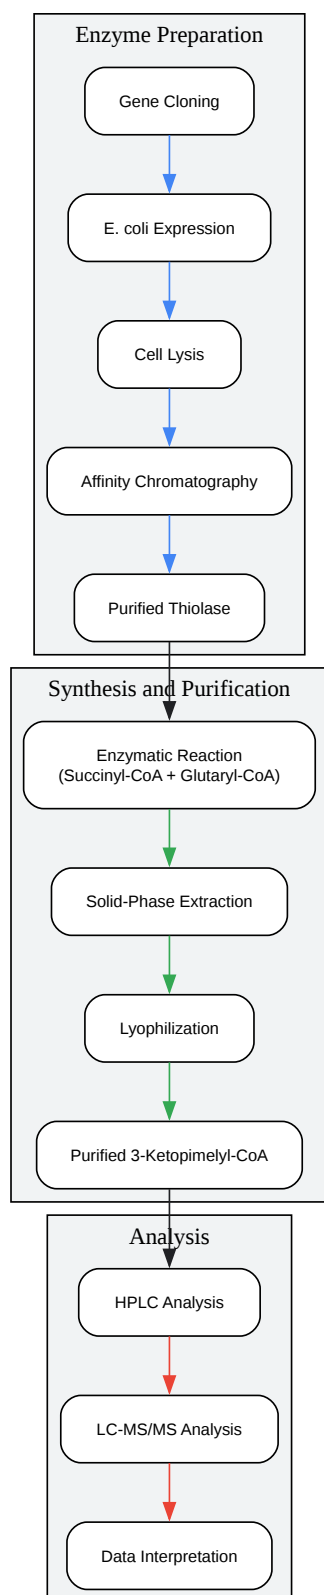 Enzyme Preparation
Gene Cloning
E. coli Expression
Cell Lysis
Affinity Chromatography
Purified Thiolase
Synthesis and Purification
Enzymatic Reaction
(Succinyl-CoA + Glutaryl-CoA)
Solid-Phase Extraction
Lyophilization
Purified 3-Ketopimelyl-CoA
Analysis
HPLC Analysis
LC-MS/MS Analysis
Data Interpretation